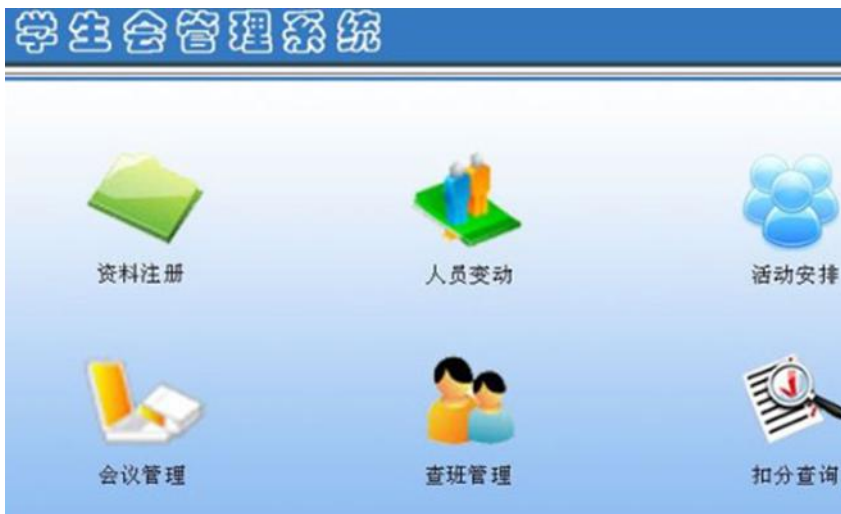 学生会管理系统
资料注册 人员变动 活动安排
会议管理 查班管理 扣分查询